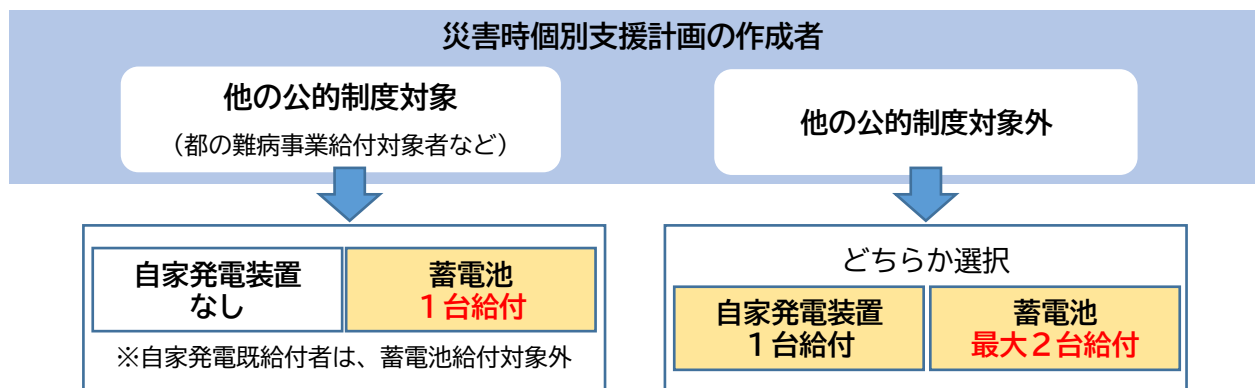 災害時個別支援計画の作成者
他の公的制度対象
（都の難病事業給付対象者など）
他の公的制度対象外
自家発電装置
なし
蓄電池
１台給付
※自家発電既給付者は、蓄電池給付対象外
どちらか選択
自家発電装置
１台給付
蓄電池
最大２台給付